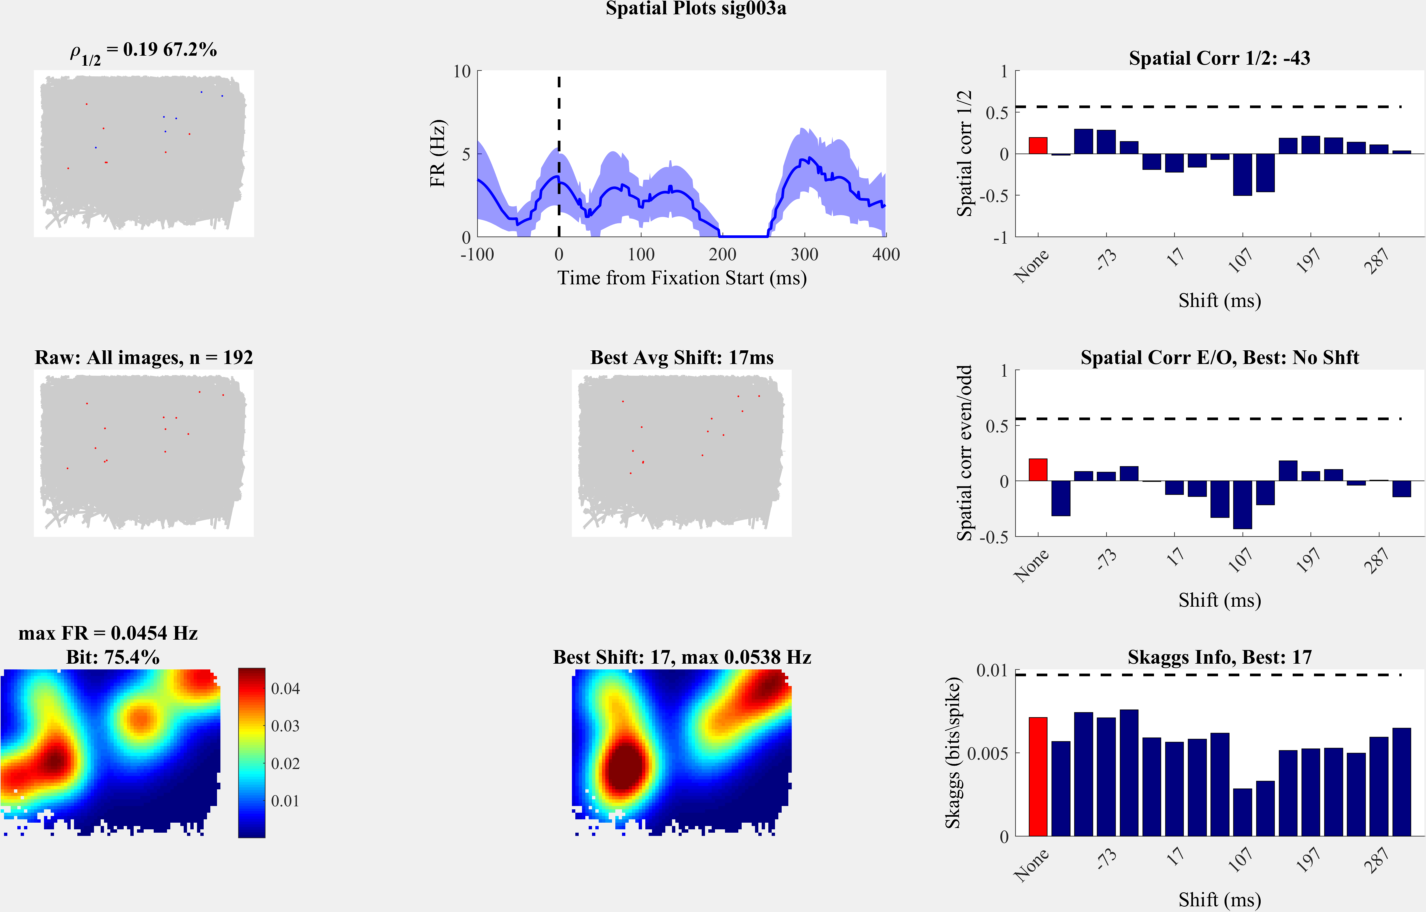 Spatial Plots sig003a
ρ1/2 = 0.19 67.2%
10
5
0
FR (Hz)
-100 0 100 200 300 400
Time from Fixation Start (ms)
Spatial Corr 1/2: -43
1
0.5
0
-0.5
-1
Spatial corr 1/2
None -73 17 107 197 287
Shift (ms)
Raw: All images, n = 192
Best Avg Shift: 17ms
Spatial Corr E/O, Best: No Shft
1
0.5
0
-0.5
Spatial corr even/odd
None -73 17 107 197 287
Shift (ms)
max FR = 0.0454 Hz
Bit: 75.4%
0.04
0.03
0.02
0.01
Best Shift: 17, max 0.0538 Hz
Skaggs Info, Best: 17
0.01
0.005
0
Skaggs (bits\spike)
None -73 17 107 197 287
Shift (ms)